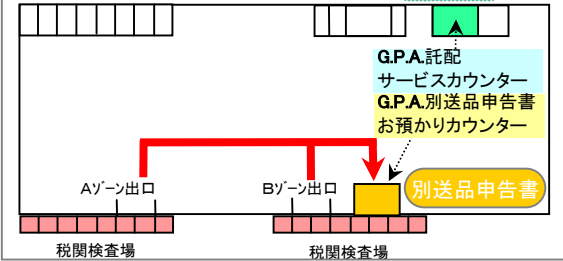 G.P.A.託配
サービスカウンター
G.P.A.別送品申告書
お預かりカウンター
Aゾーン出口
Bゾーン出口
別送品申告書
税関検査場
税関検査場